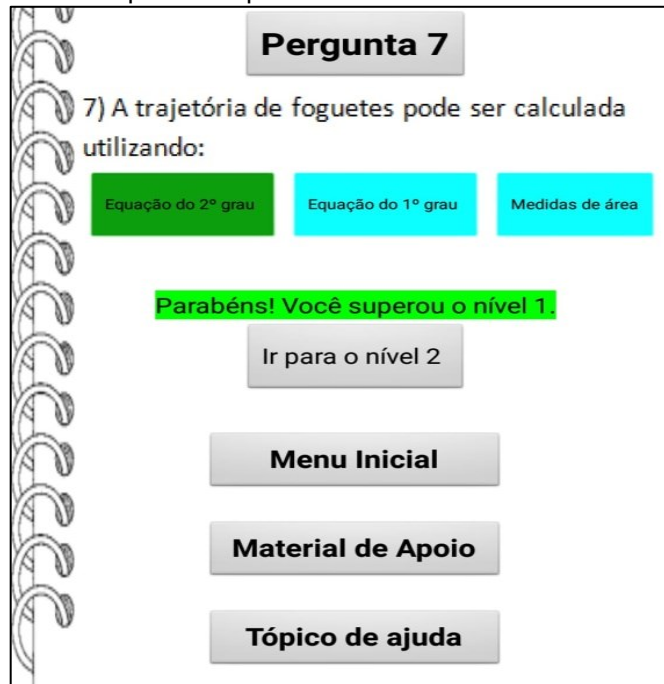 Pergunta 7
7) A trajetória de foguetes pode ser calculada
utilizando:
Equação do 2º grau Equação do 1º grau Medidas de área
Parabéns! Você superou o nível 1.
Ir para o nível 2
Menu Inicial
Material de Apoio
Tópico de ajuda